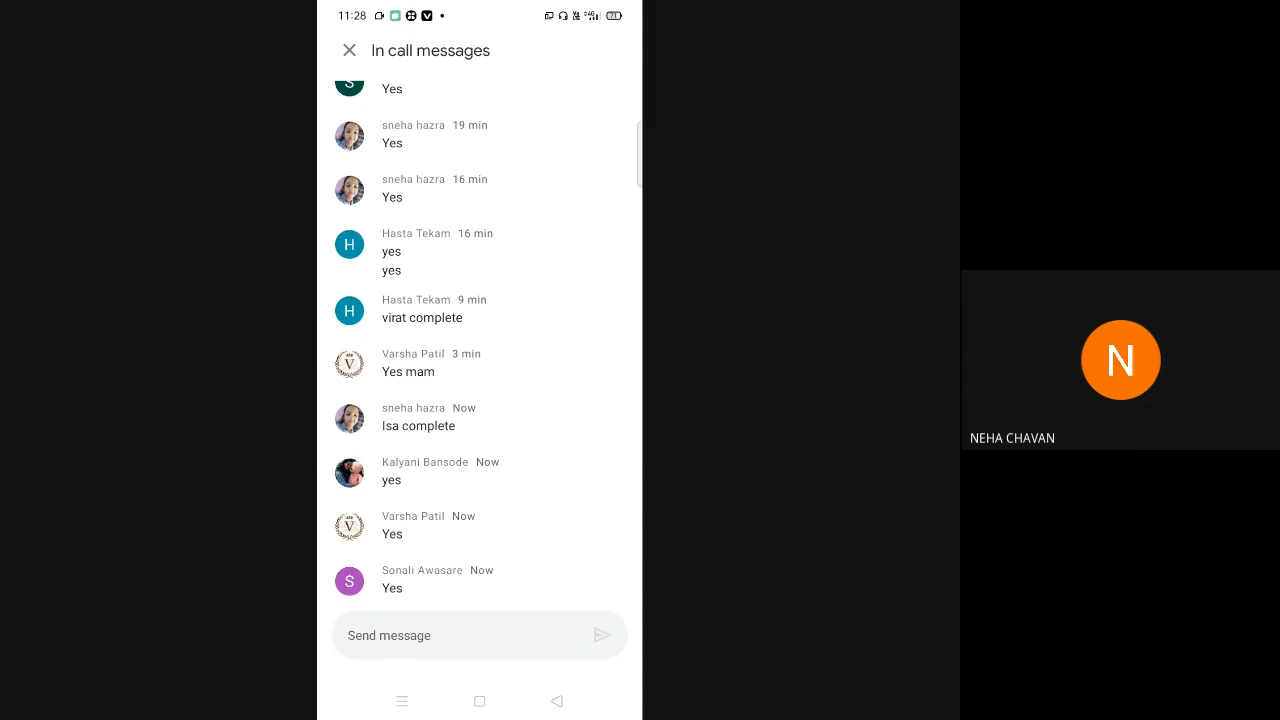 11:28
71
In call messages
S
Yes
sneha hazra 19 min
Yes
sneha hazra 16 min
Yes
Hasta Tekam 16 min
H
yes
yes
Hasta Tekam 9 min
H
virat complete
Varsha Patil 3 min
V
Yes mam
sneha hazra Now
Isa complete
Kalyani Bansode Now
yes
Varsha Patil Now
V
Yes
Sonali Awasare Now
S
Yes
Send message
N
NEHA CHAVAN